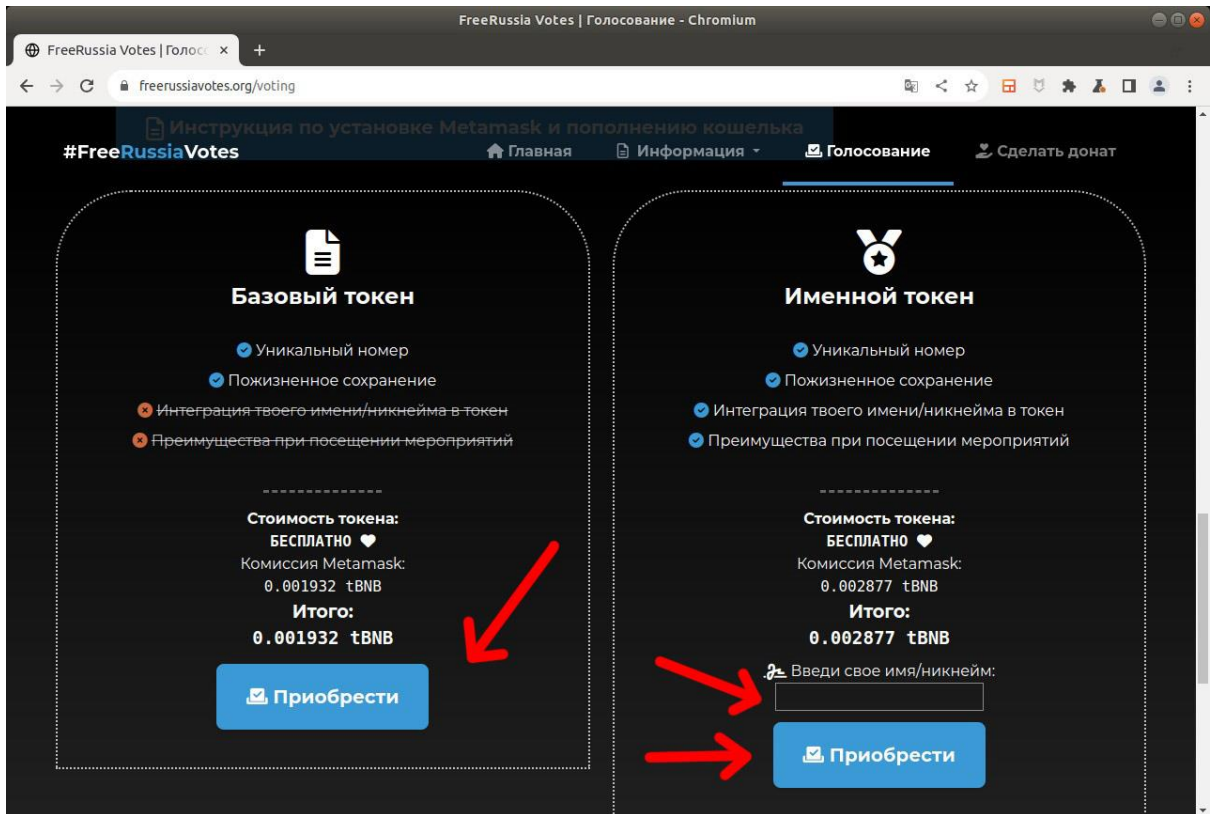 FreeRussia Votes | Голосование - Chromium
FreeRussia Votes | Голосо
freerussiavotes.org/voting
Инструкция по установке Metamask и пополнению кошелька
#FreeRussiaVotes
Главная
Информация
Голосование
Сделать донат
Базовый токен
Уникальный номер
Пожизненное сохранение
Интеграция твоего имени/никнейма в токен
Преимущества при посещении мероприятий
--------------
Стоимость токена:
БЕСПЛАТНО
Комиссия Metamask:
0.001932 tBNB
Итого:
0.001932 tBNB
Приобрести
Именной токен
Уникальный номер
Пожизненное сохранение
Интеграция твоего имени/никнейма в токен
Преимущества при посещении мероприятий
--------------
Стоимость токена:
БЕСПЛАТНО
Комиссия Metamask:
0.002877 tBNB
Итого:
0.002877 tBNB
Введи свое имя/никнейм:
Приобрести